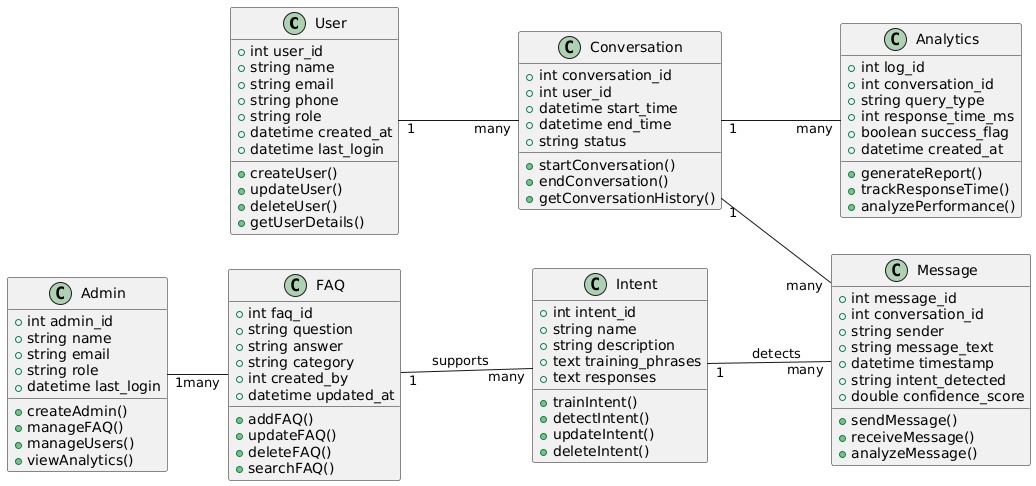 C User
int user_id
string name
string email
string phone
string role
datetime created_at
datetime last_login
createUser()
updateUser()
deleteUser()
getUserDetails()
1 many
C Conversation
int conversation_id
int user_id
datetime start_time
datetime end_time
string status
startConversation()
endConversation()
getConversationHistory()
1 many
C Analytics
int log_id
int conversation_id
string query_type
int response_time_ms
boolean success_flag
datetime created_at
generateReport()
trackResponseTime()
analyzePerformance()
1
many
C Admin
int admin_id
string name
string email
string role
datetime last_login
createAdmin()
manageFAQ()
manageUsers()
viewAnalytics()
1many
C FAQ
int faq_id
string question
string answer
string category
int created_by
datetime updated_at
addFAQ()
updateFAQ()
deleteFAQ()
searchFAQ()
supports
1 many
C Intent
int intent_id
string name
string description
text training_phrases
text responses
trainIntent()
detectIntent()
updateIntent()
deleteIntent()
detects
1 many
C Message
int message_id
int conversation_id
string sender
string message_text
datetime timestamp
string intent_detected
double confidence_score
sendMessage()
receiveMessage()
analyzeMessage()